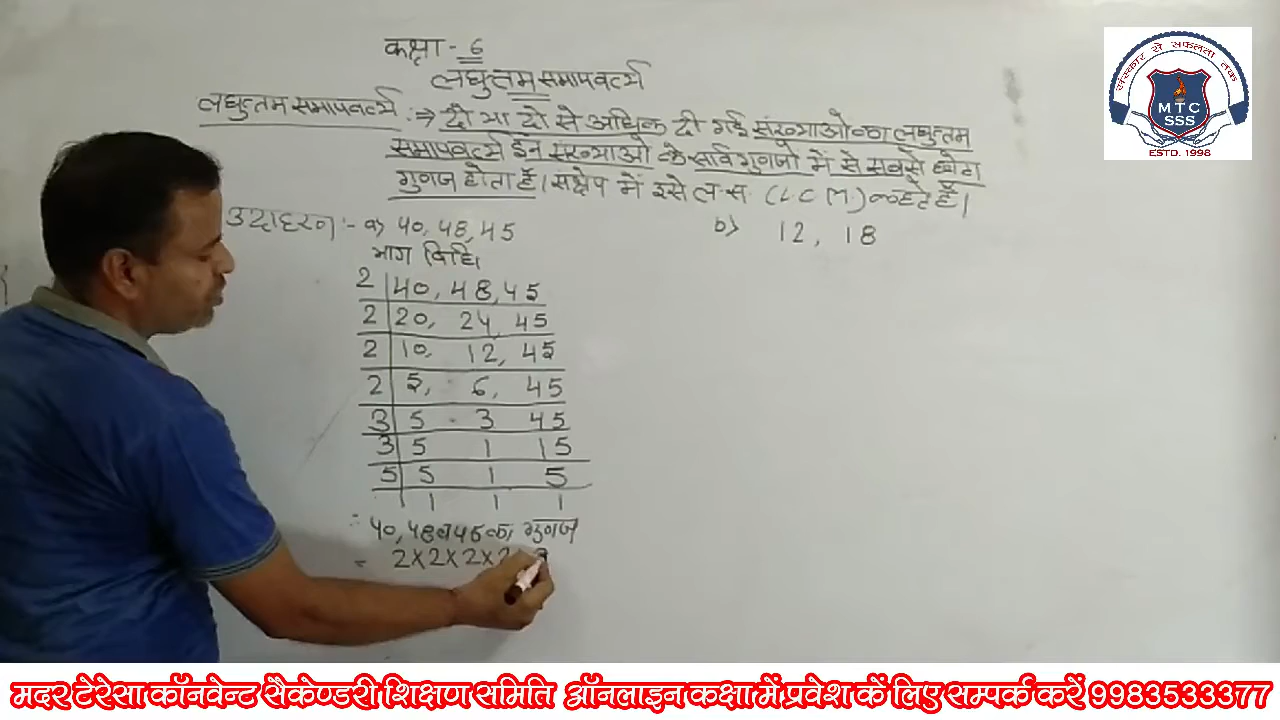 कक्षा - 6
लघुत्तम समापवर्त्य
लघुत्तम समापवर्त्य :⇒ दो या दो से अधिक दी गई संख्याओ का लघुत्तम
समापवर्त्य इन संख्याओ के सार्व गुणजो में से सबसे छोटा
गुणज होता हैं। संक्षेप में इसे ल.स. (L.C.M.) कहते हैं।
उदाहरण :- a) 40, 48, 45
b) 12, 18
भाग विधि
2 | 40, 48, 45
2 | 20, 24, 45
2 | 10, 12, 45
2 | 5, 6, 45
3 | 5 3 45
3 | 5 1 15
5 | 5 1 5
| 1 1 1
40, 48 व 45 का गुणज
= 2×2×2×2
संस्कार से सफलता तक
MTC
SSS
ESTD. 1998
मदर टेरेसा कॉनवेन्ट सैकेण्डरी शिक्षण समिति ऑनलाइन कक्षा में प्रवेश कें लिए सम्पर्क करें 9983533377